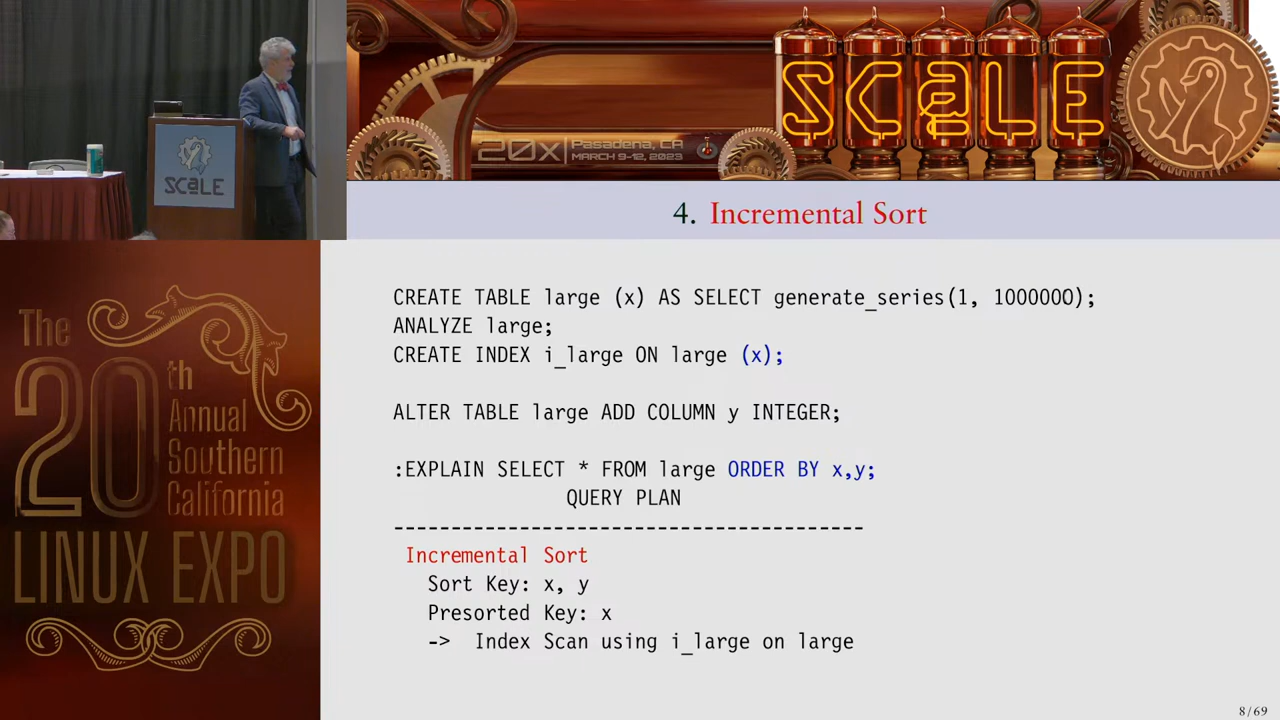 SCaLE
20x Pasadena, CA
MARCH 9-12, 2023
SCaLE
4. Incremental Sort
The
20th
Annual
Southern
California
LINUX EXPO
CREATE TABLE large (x) AS SELECT generate_series(1, 1000000);
ANALYZE large;
CREATE INDEX i_large ON large (x);
ALTER TABLE large ADD COLUMN y INTEGER;
:EXPLAIN SELECT * FROM large ORDER BY x,y;
QUERY PLAN
-----------------------------------------
Incremental Sort
Sort Key: x, y
Presorted Key: x
-> Index Scan using i_large on large
8/69